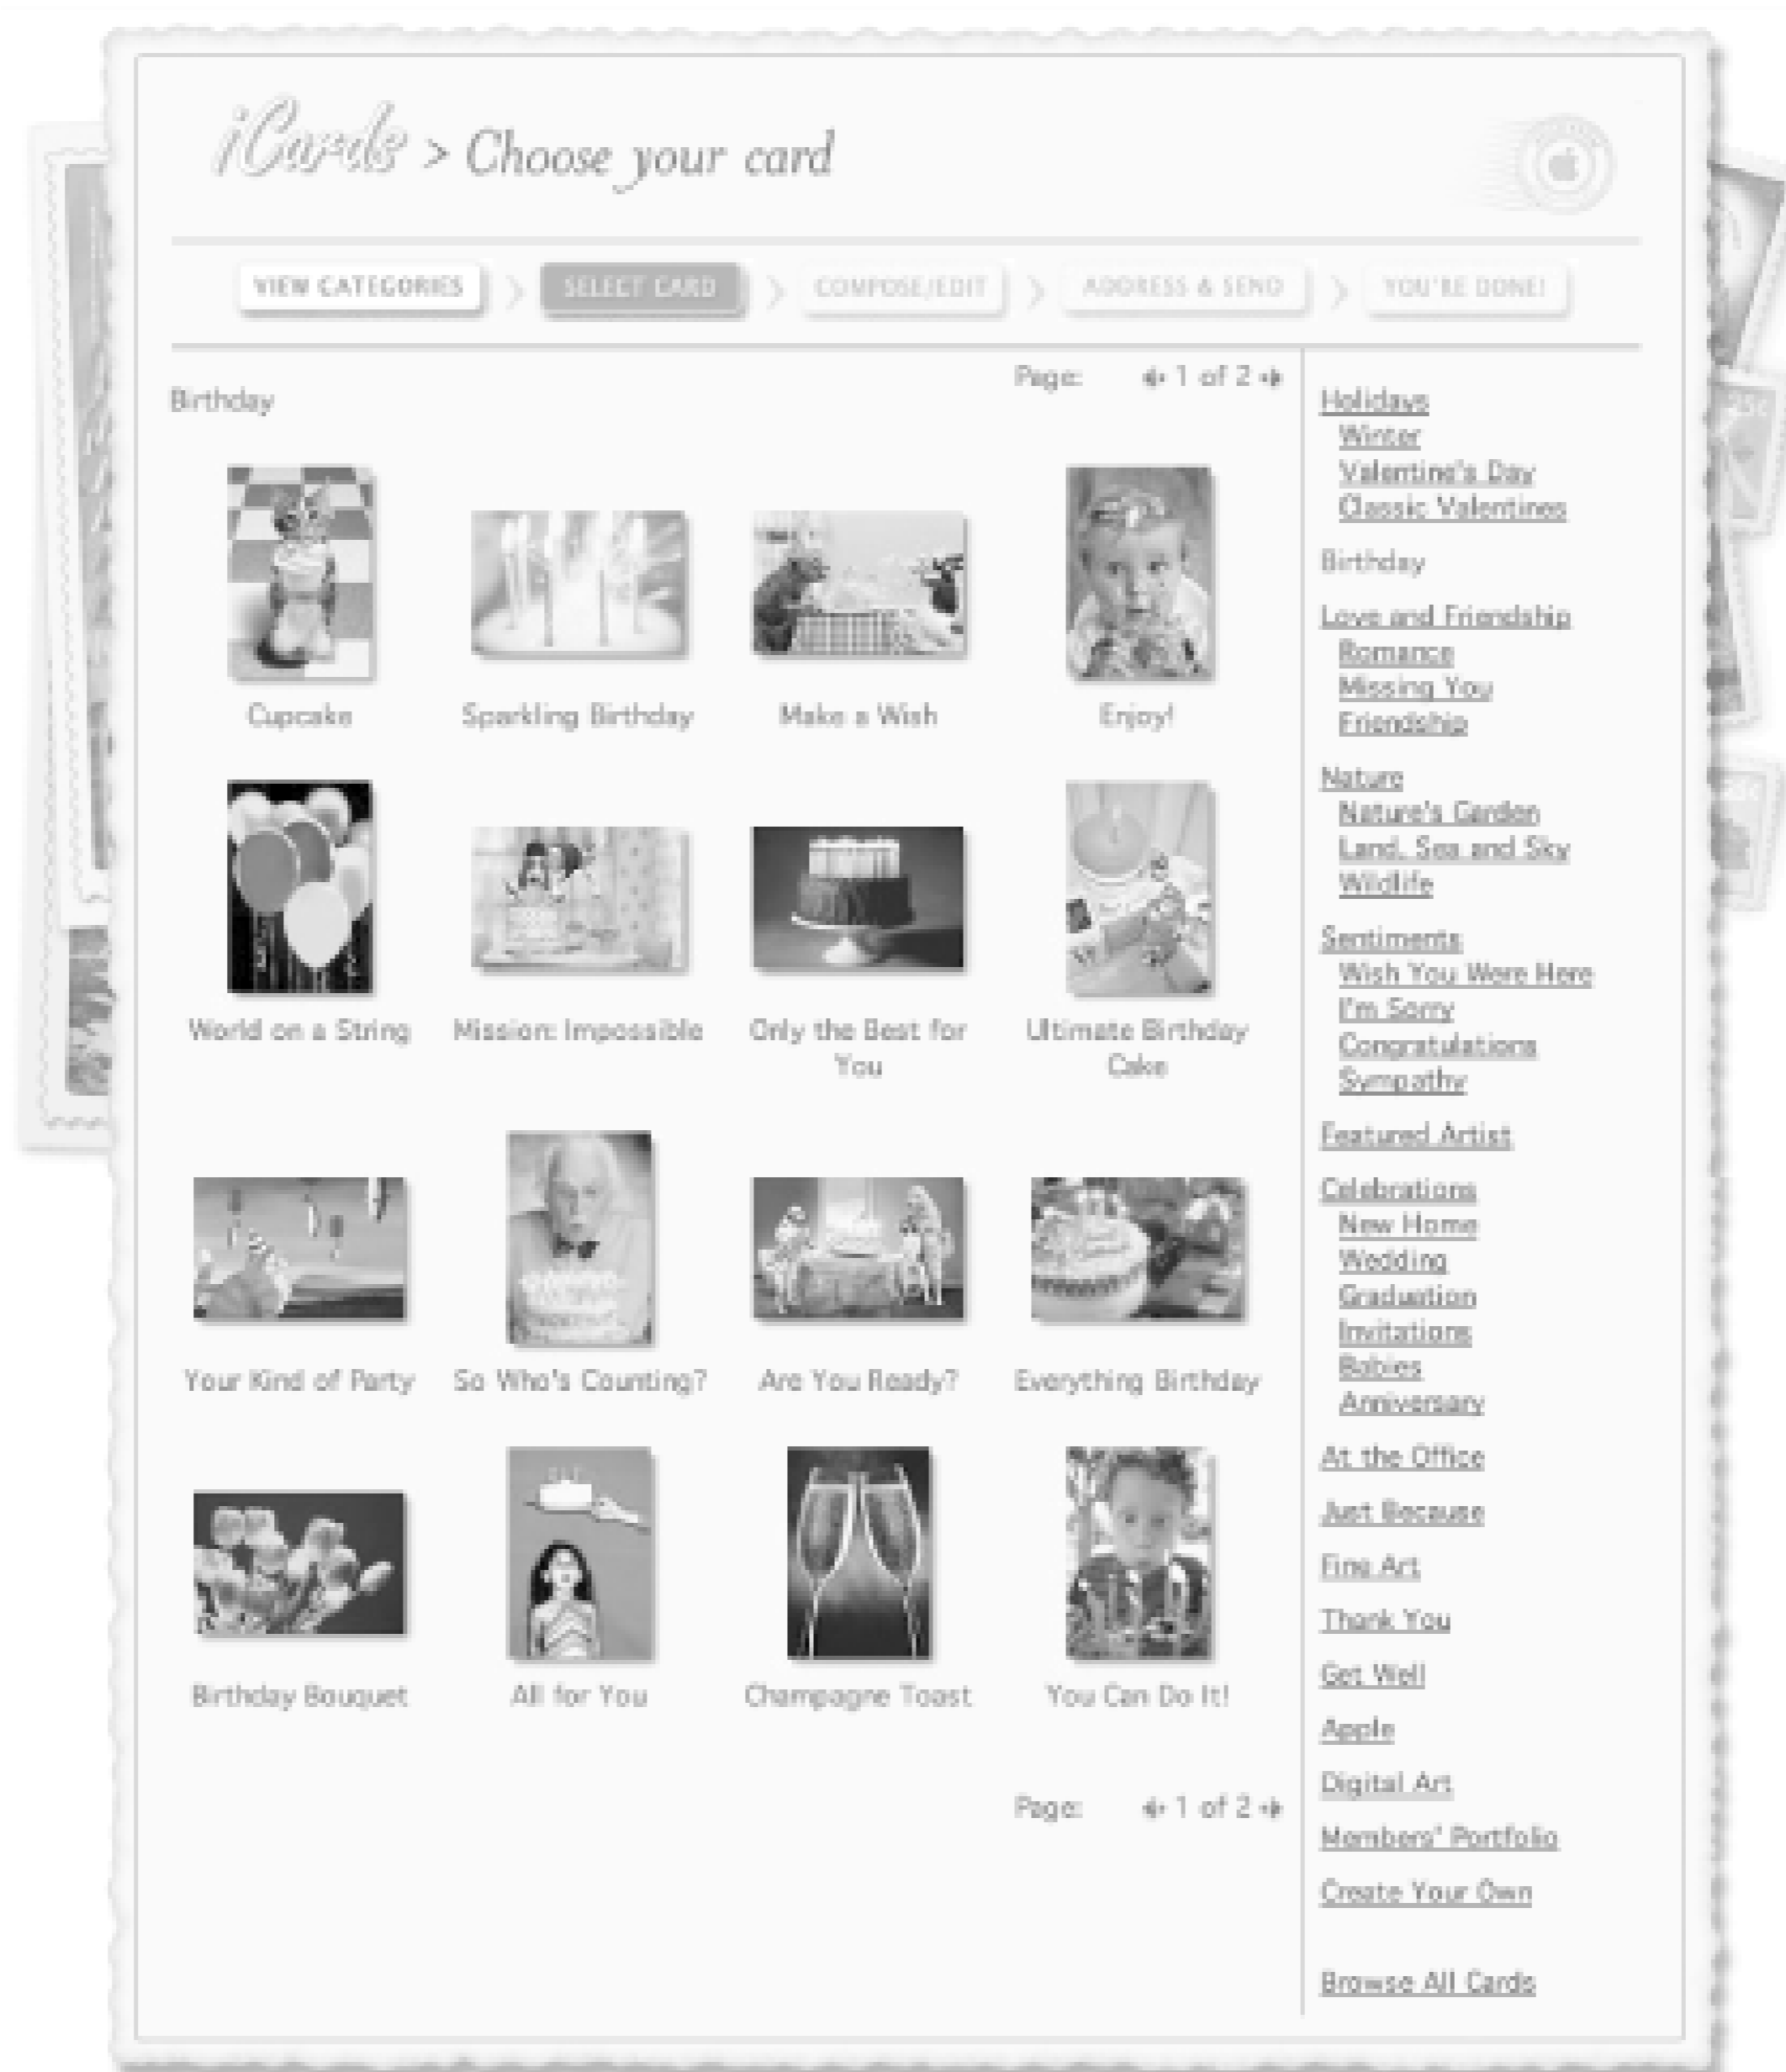 iCards > Choose your card
VIEW CATEGORIES > SELECT CARD > COMPOSE/EDIT > ADDRESS & SEND > YOU'RE DONE!
Page: 1 of 2
Birthday
Cupcake
Sparkling Birthday
Make a Wish
Enjoy!
World on a String
Mission: Impossible
Only the Best for
You
Ultimate Birthday
Cake
Your Kind of Party
So Who's Counting?
Are You Ready?
Everything Birthday
Birthday Bouquet
All for You
Champagne Toast
You Can Do It!
Page: 1 of 2
Holidays
Winter
Valentine's Day
Classic Valentines
Birthday
Love and Friendship
Romance
Missing You
Friendship
Nature
Nature's Garden
Land, Sea and Sky
Wildlife
Sentiments
Wish You Were Here
I'm Sorry
Congratulations
Sympathy
Featured Artist
Celebrations
New Home
Wedding
Graduation
Invitations
Babies
Anniversary
At the Office
Just Because
Fine Art
Thank You
Get Well
Apple
Digital Art
Members' Portfolio
Create Your Own
Browse All Cards